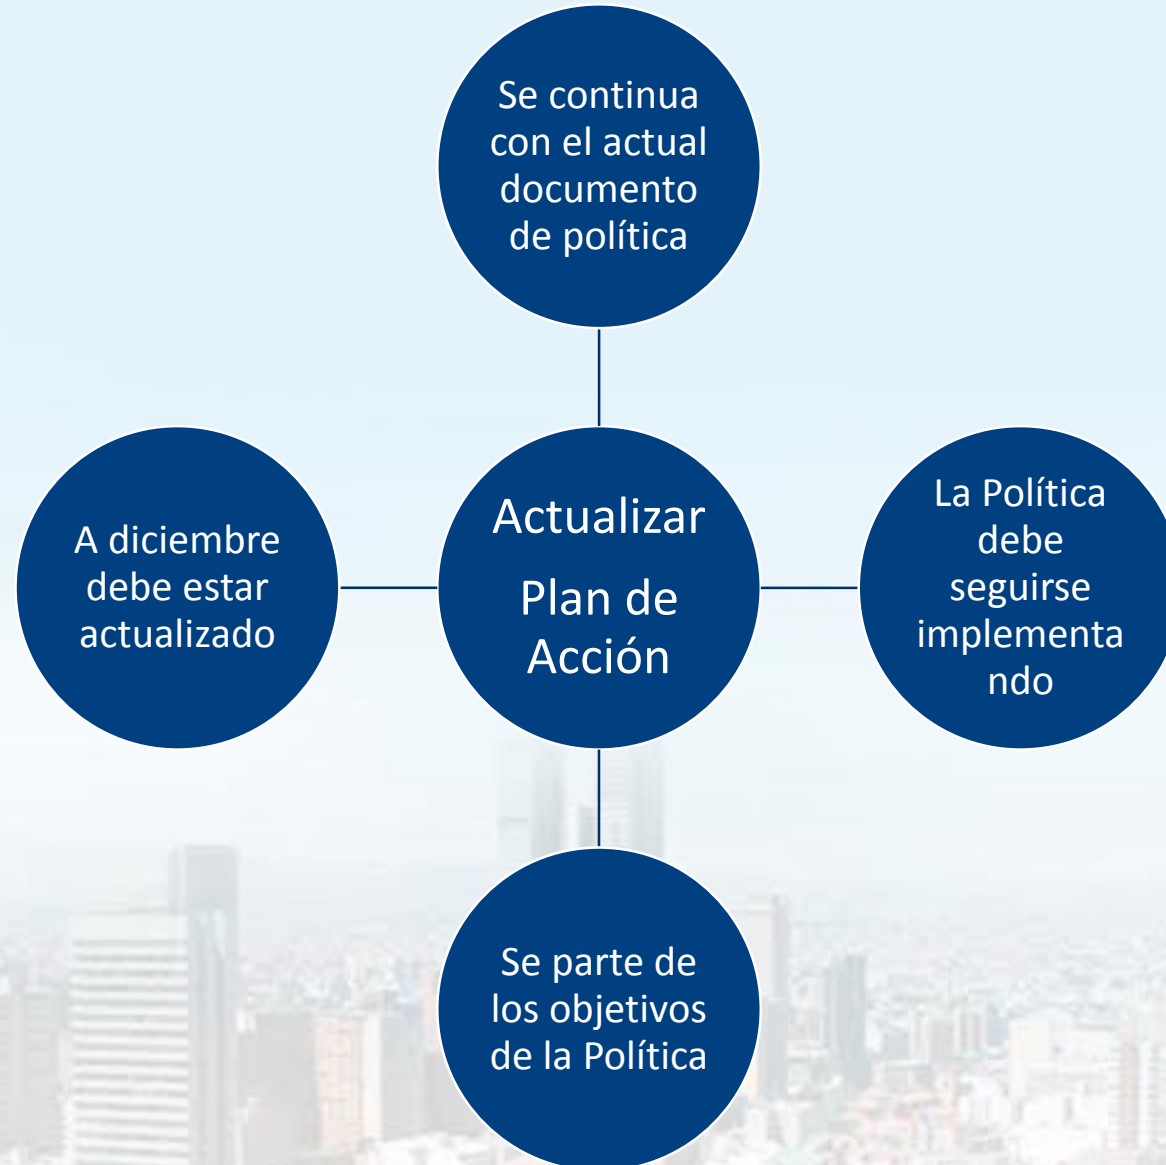 Se continua
con el actual
documento
de política
A diciembre
debe estar
actualizado
Actualizar
Plan de
Acción
La Política
debe
seguirse
implementa
ndo
Se parte de
los objetivos
de la Política